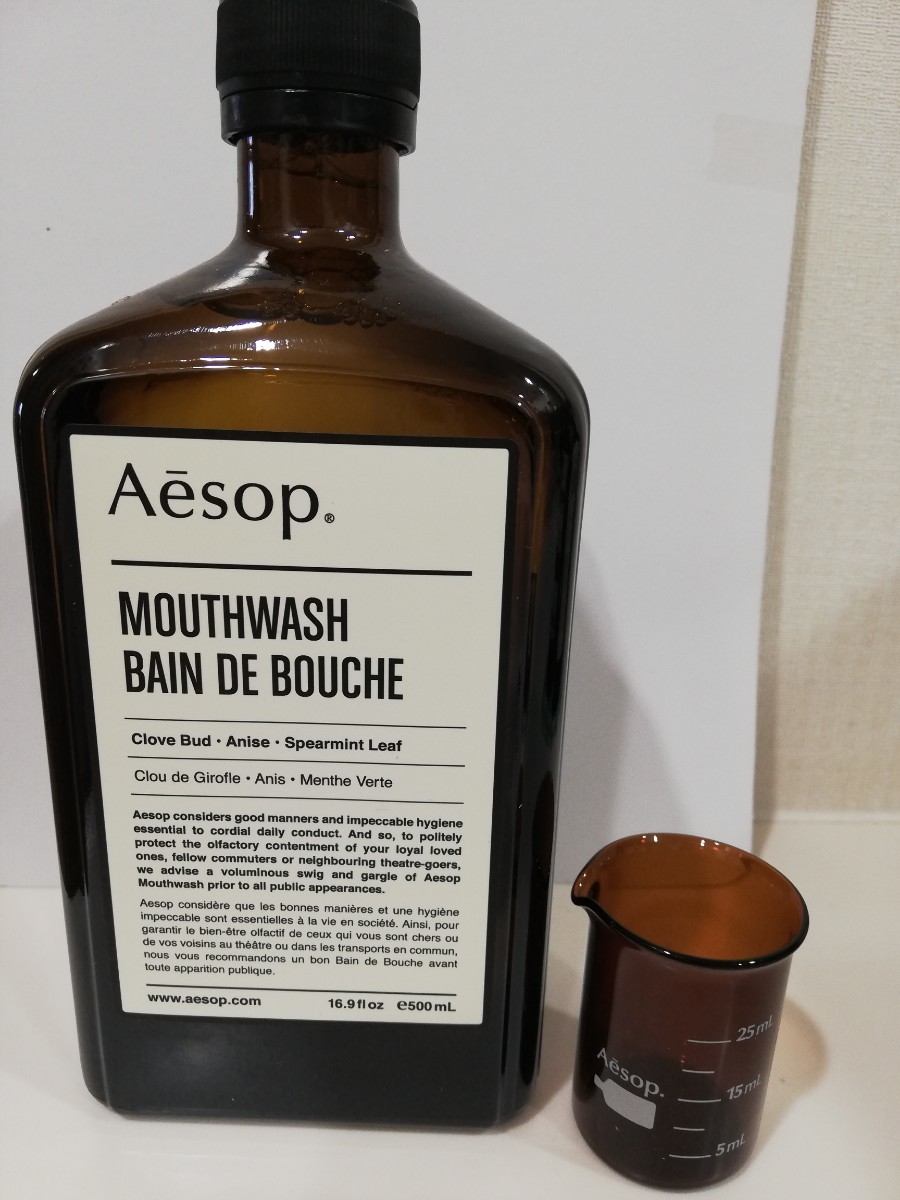 Aēsop.®
MOUTHWASH
BAIN DE BOUCHE
Clove Bud • Anise • Spearmint Leaf
Clou de Girofle • Anis • Menthe Verte
Aesop considers good manners and impeccable hygiene
essential to cordial daily conduct. And so, to politely
protect the olfactory contentment of your loyal loved
ones, fellow commuters or neighbouring theatre-goers,
we advise a voluminous swig and gargle of Aesop
Mouthwash prior to all public appearances.
Aesop considère que les bonnes manières et une hygiène
impeccable sont essentielles à la vie en société. Ainsi, pour
garantir le bien-être olfactif de ceux qui vous sont chers ou
de vos voisins au théâtre ou dans les transports en commun,
nous vous recommandons un bon Bain de Bouche avant
toute apparition publique.
www.aesop.com 16.9 fl oz ℮500 mL
25 mL
Aēsop.
15 mL
5 mL